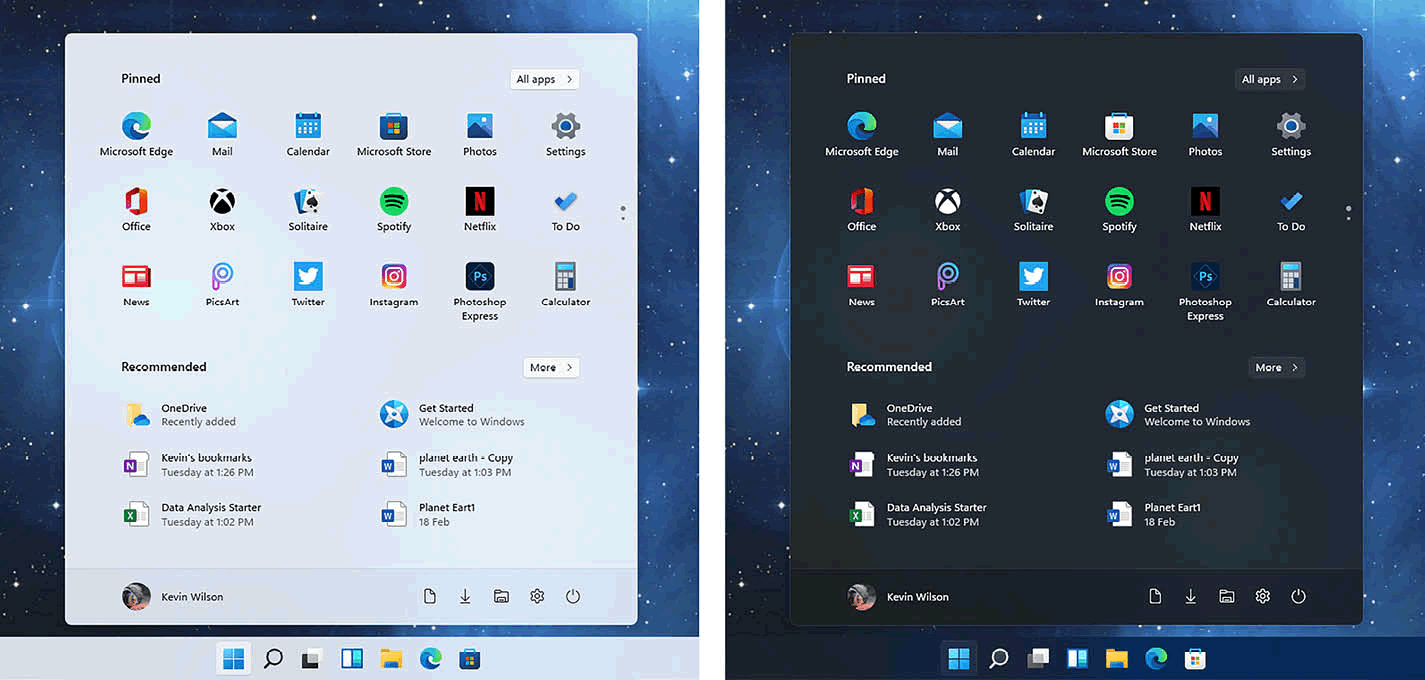 Pinned
All apps
Microsoft Edge
Mail
Calendar
Microsoft Store
Photos
Settings
Office
Xbox
Solitaire
Spotify
Netflix
To Do
News
PicsArt
Twitter
Instagram
Ps
Photoshop
Express
Calculator
Recommended
More
OneDrive
Recently added
Get Started
Welcome to Windows
Kevin's bookmarks
Tuesday at 1:26 PM
planet earth - Copy
Tuesday at 1:03 PM
Data Analysis Starter
Tuesday at 1:02 PM
Planet Eart1
18 Feb
Kevin Wilson
Pinned
All apps
Microsoft Edge
Mail
Calendar
Microsoft Store
Photos
Settings
Office
Xbox
Solitaire
Spotify
Netflix
To Do
News
PicsArt
Twitter
Instagram
Ps
Photoshop
Express
Calculator
Recommended
More
OneDrive
Recently added
Get Started
Welcome to Windows
Kevin's bookmarks
Tuesday at 1:26 PM
planet earth - Copy
Tuesday at 1:03 PM
Data Analysis Starter
Tuesday at 1:02 PM
Planet Eart1
18 Feb
Kevin Wilson